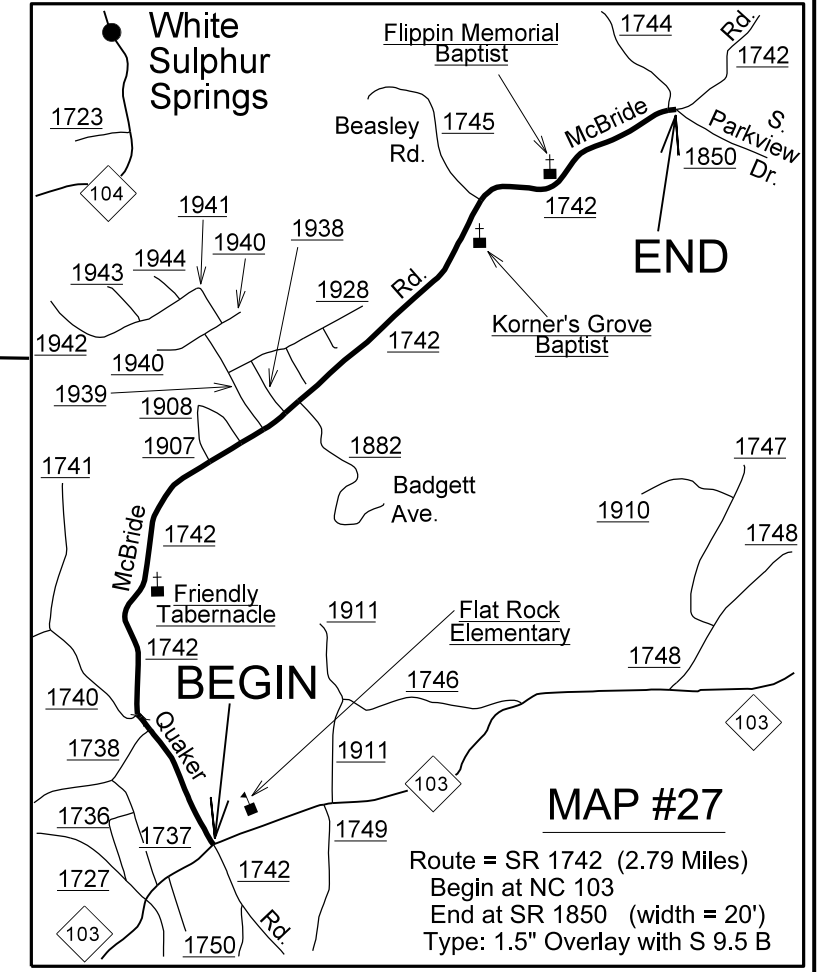 White
Sulphur
Springs
1723
104
Flippin Memorial
Baptist
1744
Rd.
1742
Beasley
Rd.
1745
McBride
S.
Parkview
Dr.
1850
1742
END
1941
1940
1938
1944
1943
1928
Rd.
1942
1940
1742
Korner's Grove
Baptist
1939
1908
1907
1882
1741
Badgett
Ave.
1747
1910
1748
McBride
1742
Friendly
Tabernacle
1911
Flat Rock
Elementary
1742
1748
BEGIN
1746
1740
Quaker
1738
1911
103
103
1736
1737
1749
MAP #27
1727
1742
Rd.
103
1750
Route = SR 1742 (2.79 Miles)
Begin at NC 103
End at SR 1850 (width = 20')
Type: 1.5" Overlay with S 9.5 B